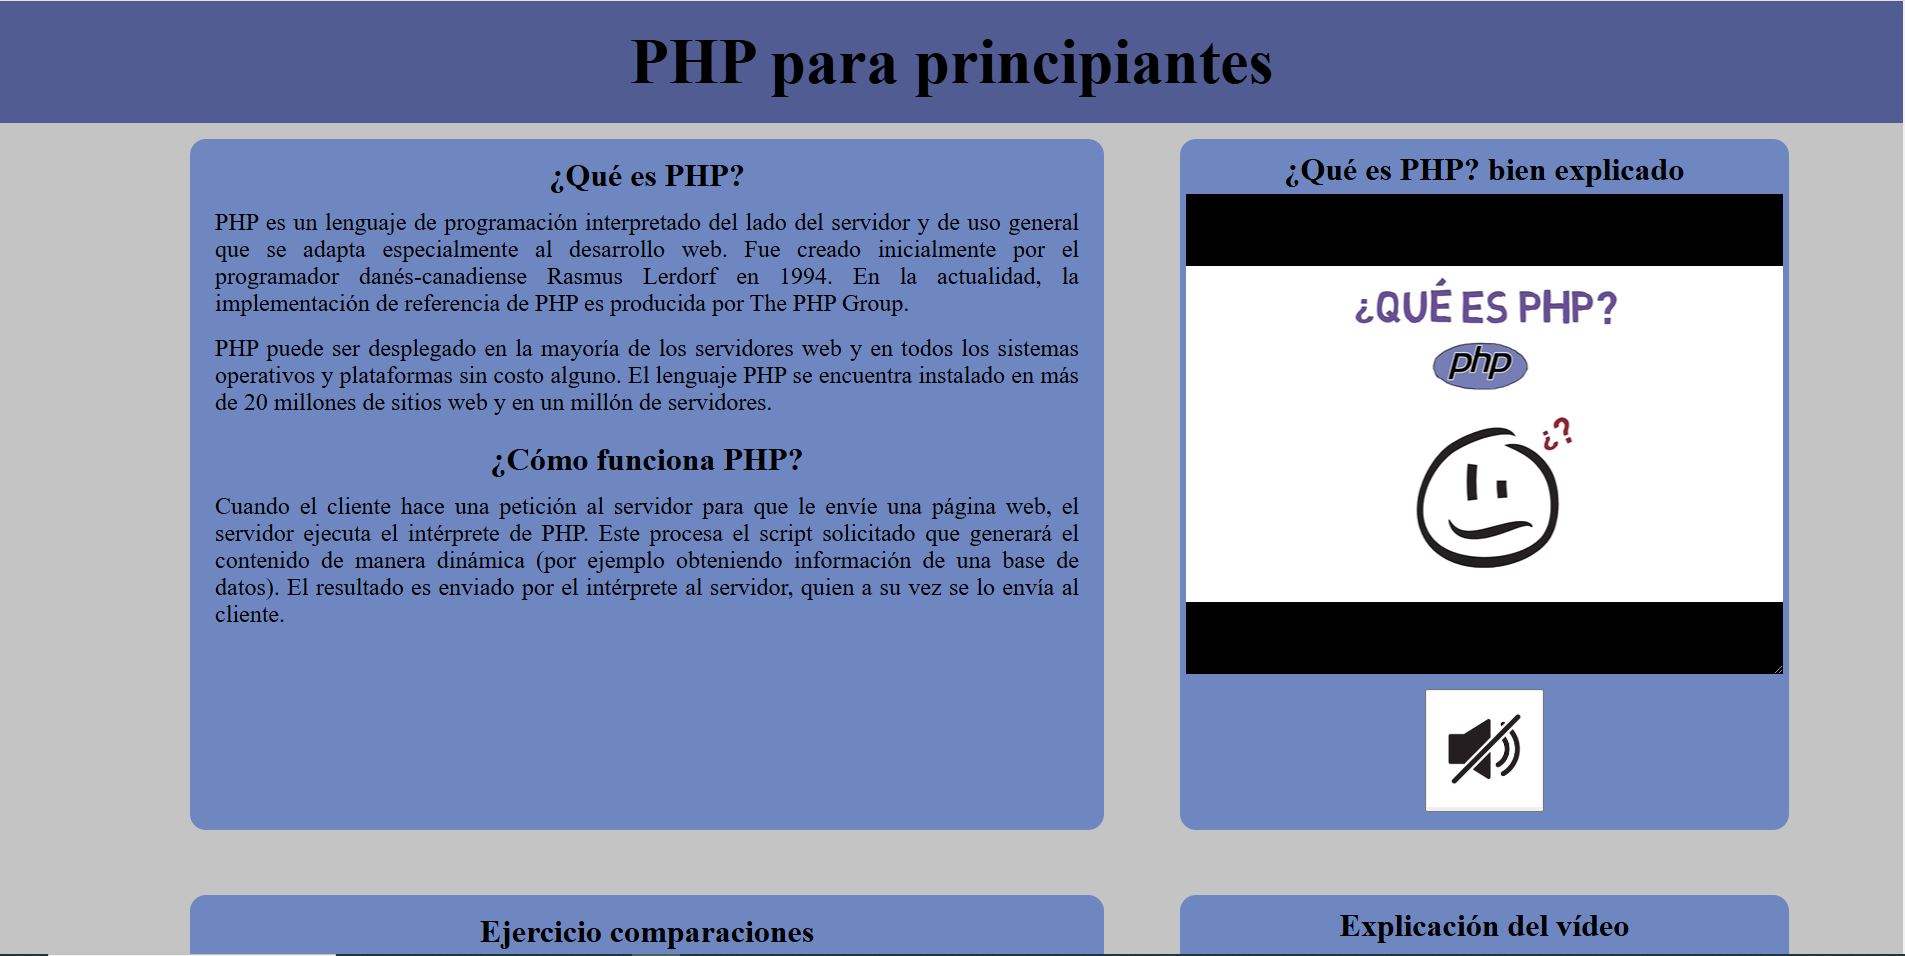 PHP para principiantes
¿Qué es PHP?
PHP es un lenguaje de programación interpretado del lado del servidor y de uso general
que se adapta especialmente al desarrollo web. Fue creado inicialmente por el
programador danés-canadiense Rasmus Lerdorf en 1994. En la actualidad, la
implementación de referencia de PHP es producida por The PHP Group.
PHP puede ser desplegado en la mayoría de los servidores web y en todos los sistemas
operativos y plataformas sin costo alguno. El lenguaje PHP se encuentra instalado en más
de 20 millones de sitios web y en un millón de servidores.
¿Cómo funciona PHP?
Cuando el cliente hace una petición al servidor para que le envíe una página web, el
servidor ejecuta el intérprete de PHP. Este procesa el script solicitado que generará el
contenido de manera dinámica (por ejemplo obteniendo información de una base de
datos). El resultado es enviado por el intérprete al servidor, quien a su vez se lo envía al
cliente.
¿Qué es PHP? bien explicado
¿QUÉ ES PHP?
php
¿?
Ejercicio comparaciones
Explicación del vídeo